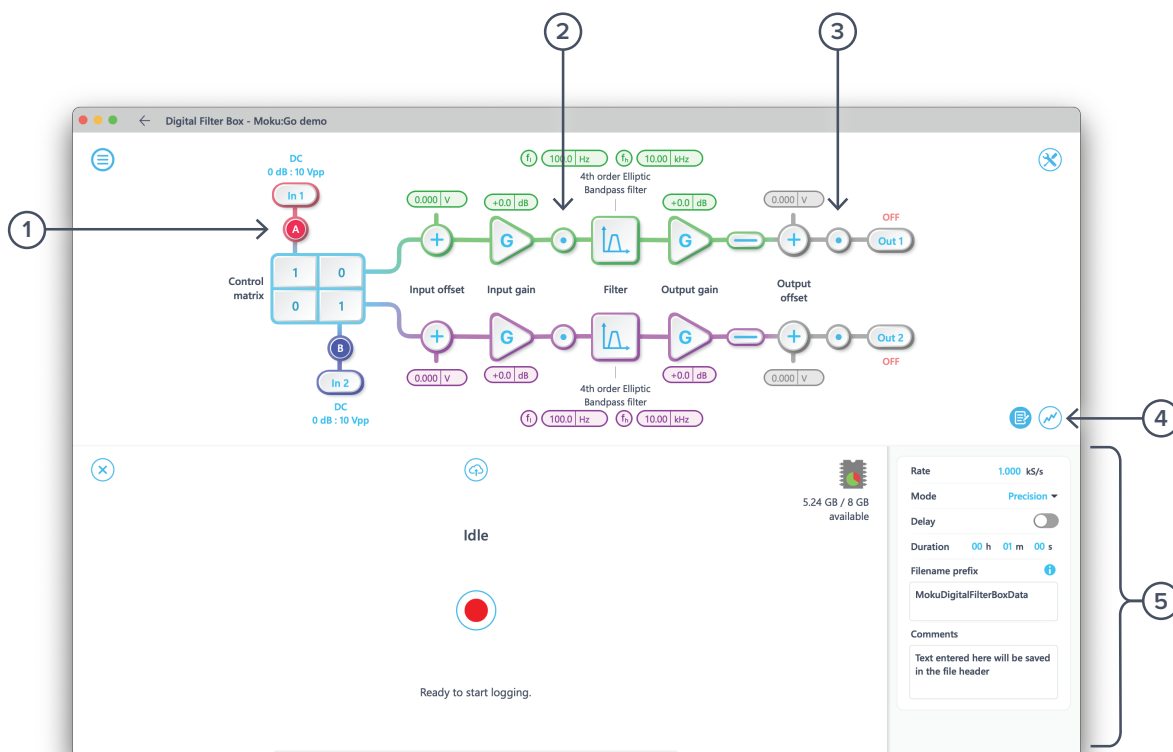 2
3
Digital Filter Box - Moku:Go demo
DC
0 dB : 10 Vpp
In 1
fl 100.0 Hz fh 10.00 kHz
4th order Elliptic
Bandpass filter
0.000 V
+0.0 dB
+0.0 dB
0.000 V
OFF
1
A
G
G
Out 1
Control
matrix
1 0
0 1
Input offset
Input gain
Filter
Output gain
Output
offset
B
G
G
Out 2
OFF
In 2
0.000 V
+0.0 dB
+0.0 dB
0.000 V
4th order Elliptic
Bandpass filter
DC
0 dB : 10 Vpp
fl 100.0 Hz fh 10.00 kHz
4
5.24 GB / 8 GB
available
Idle
Ready to start logging.
Rate 1.000 kS/s
Mode Precision
Delay
Duration 00 h 01 m 00 s
Filename prefix i
MokuDigitalFilterBoxData
Comments
Text entered here will be saved
in the file header
5